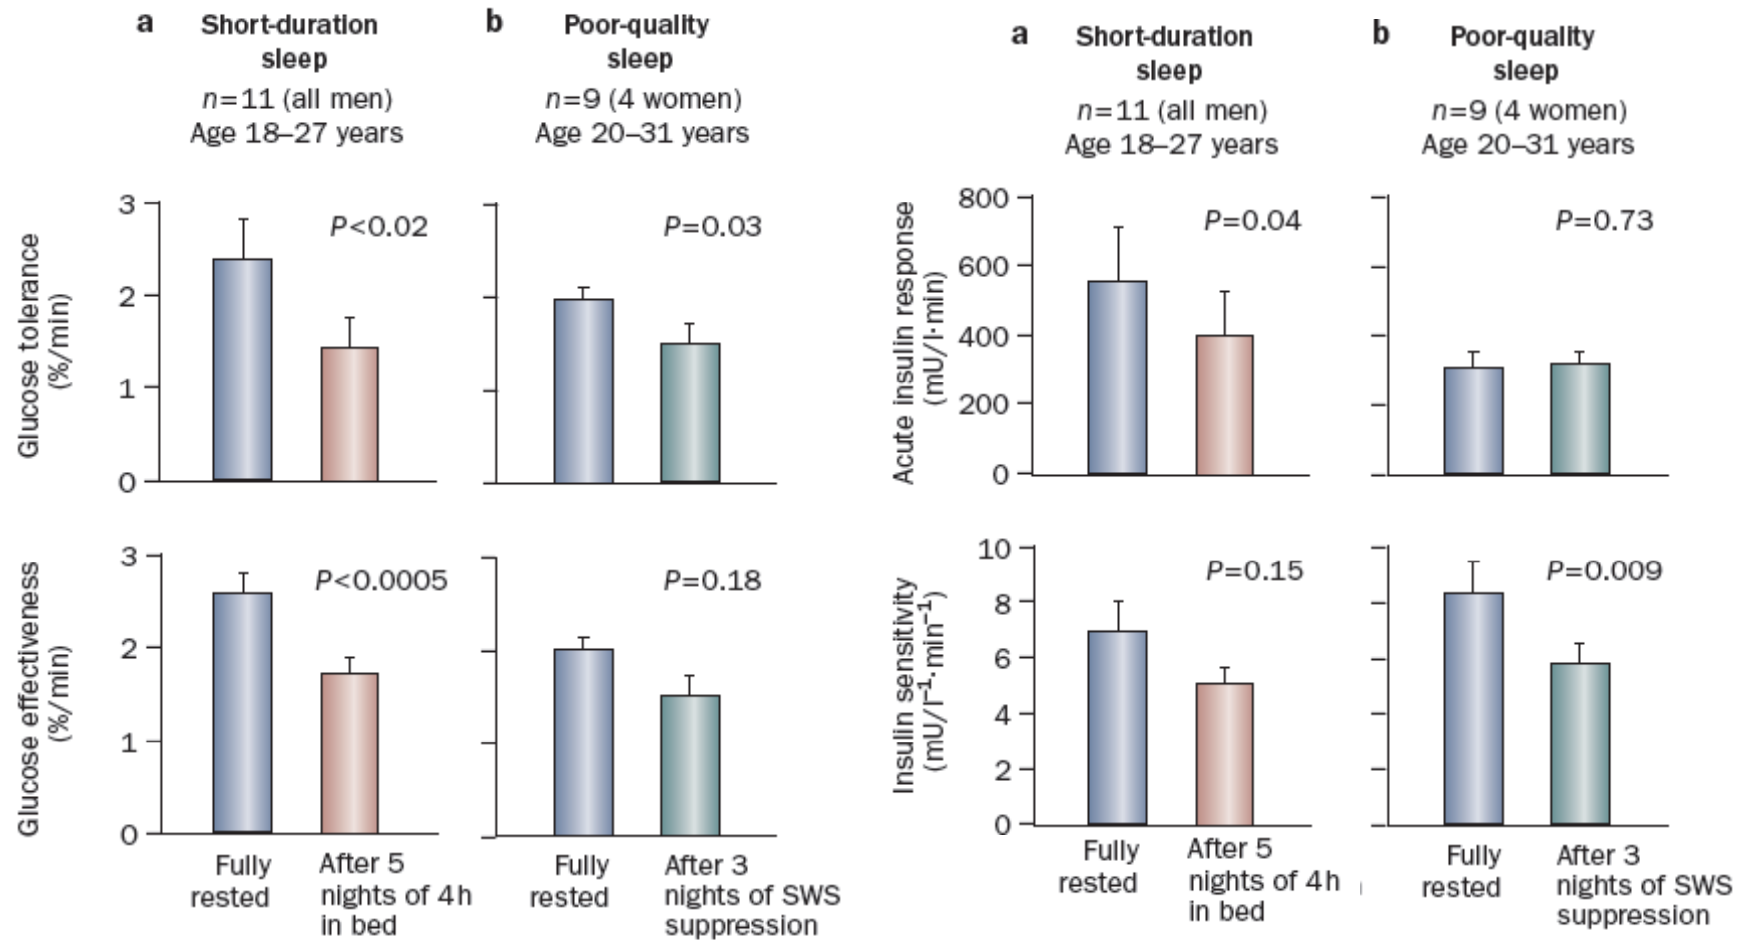 a
Short-duration
sleep
n=11 (all men)
Age 18–27 years
b
Poor-quality
sleep
n=9 (4 women)
Age 20–31 years
Glucose tolerance
(%/min)
3
2
1
0
P<0.02
P=0.03
Glucose effectiveness
(%/min)
3
2
1
0
P<0.0005
P=0.18
Fully
rested
After 5
nights of 4h
in bed
Fully
rested
After 3
nights of SWS
suppression
a
Short-duration
sleep
n=11 (all men)
Age 18–27 years
b
Poor-quality
sleep
n=9 (4 women)
Age 20–31 years
Acute insulin response
(mU/l·min)
800
600
400
200
0
P=0.04
P=0.73
Insulin sensitivity
(mU/l⁻¹·min⁻¹)
10
8
6
4
2
0
P=0.15
P=0.009
Fully
rested
After 5
nights of 4h
in bed
Fully
rested
After 3
nights of SWS
suppression